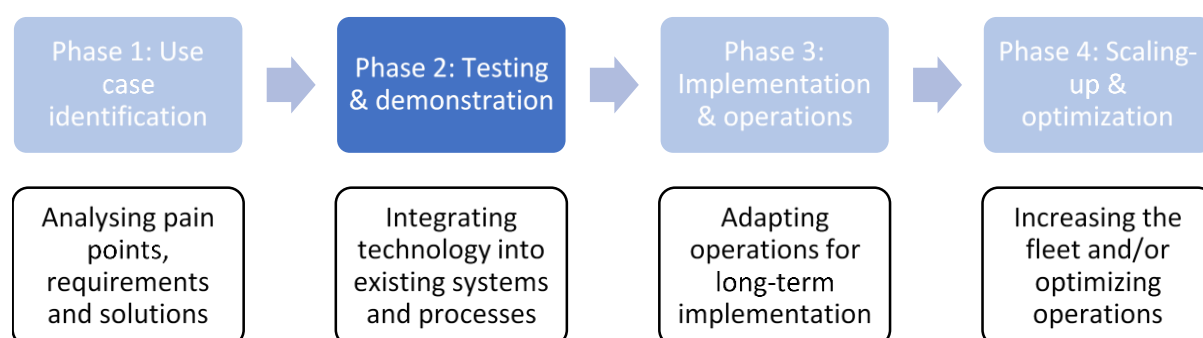 Phase 1: Use
case
identification
Phase 2: Testing
& demonstration
Phase 3:
Implementation
& operations
Phase 4: Scaling-
up &
optimization
Analysing pain
points,
requirements
and solutions
Integrating
technology into
existing systems
and processes
Adapting
operations for
long-term
implementation
Increasing the
fleet and/or
optimizing
operations